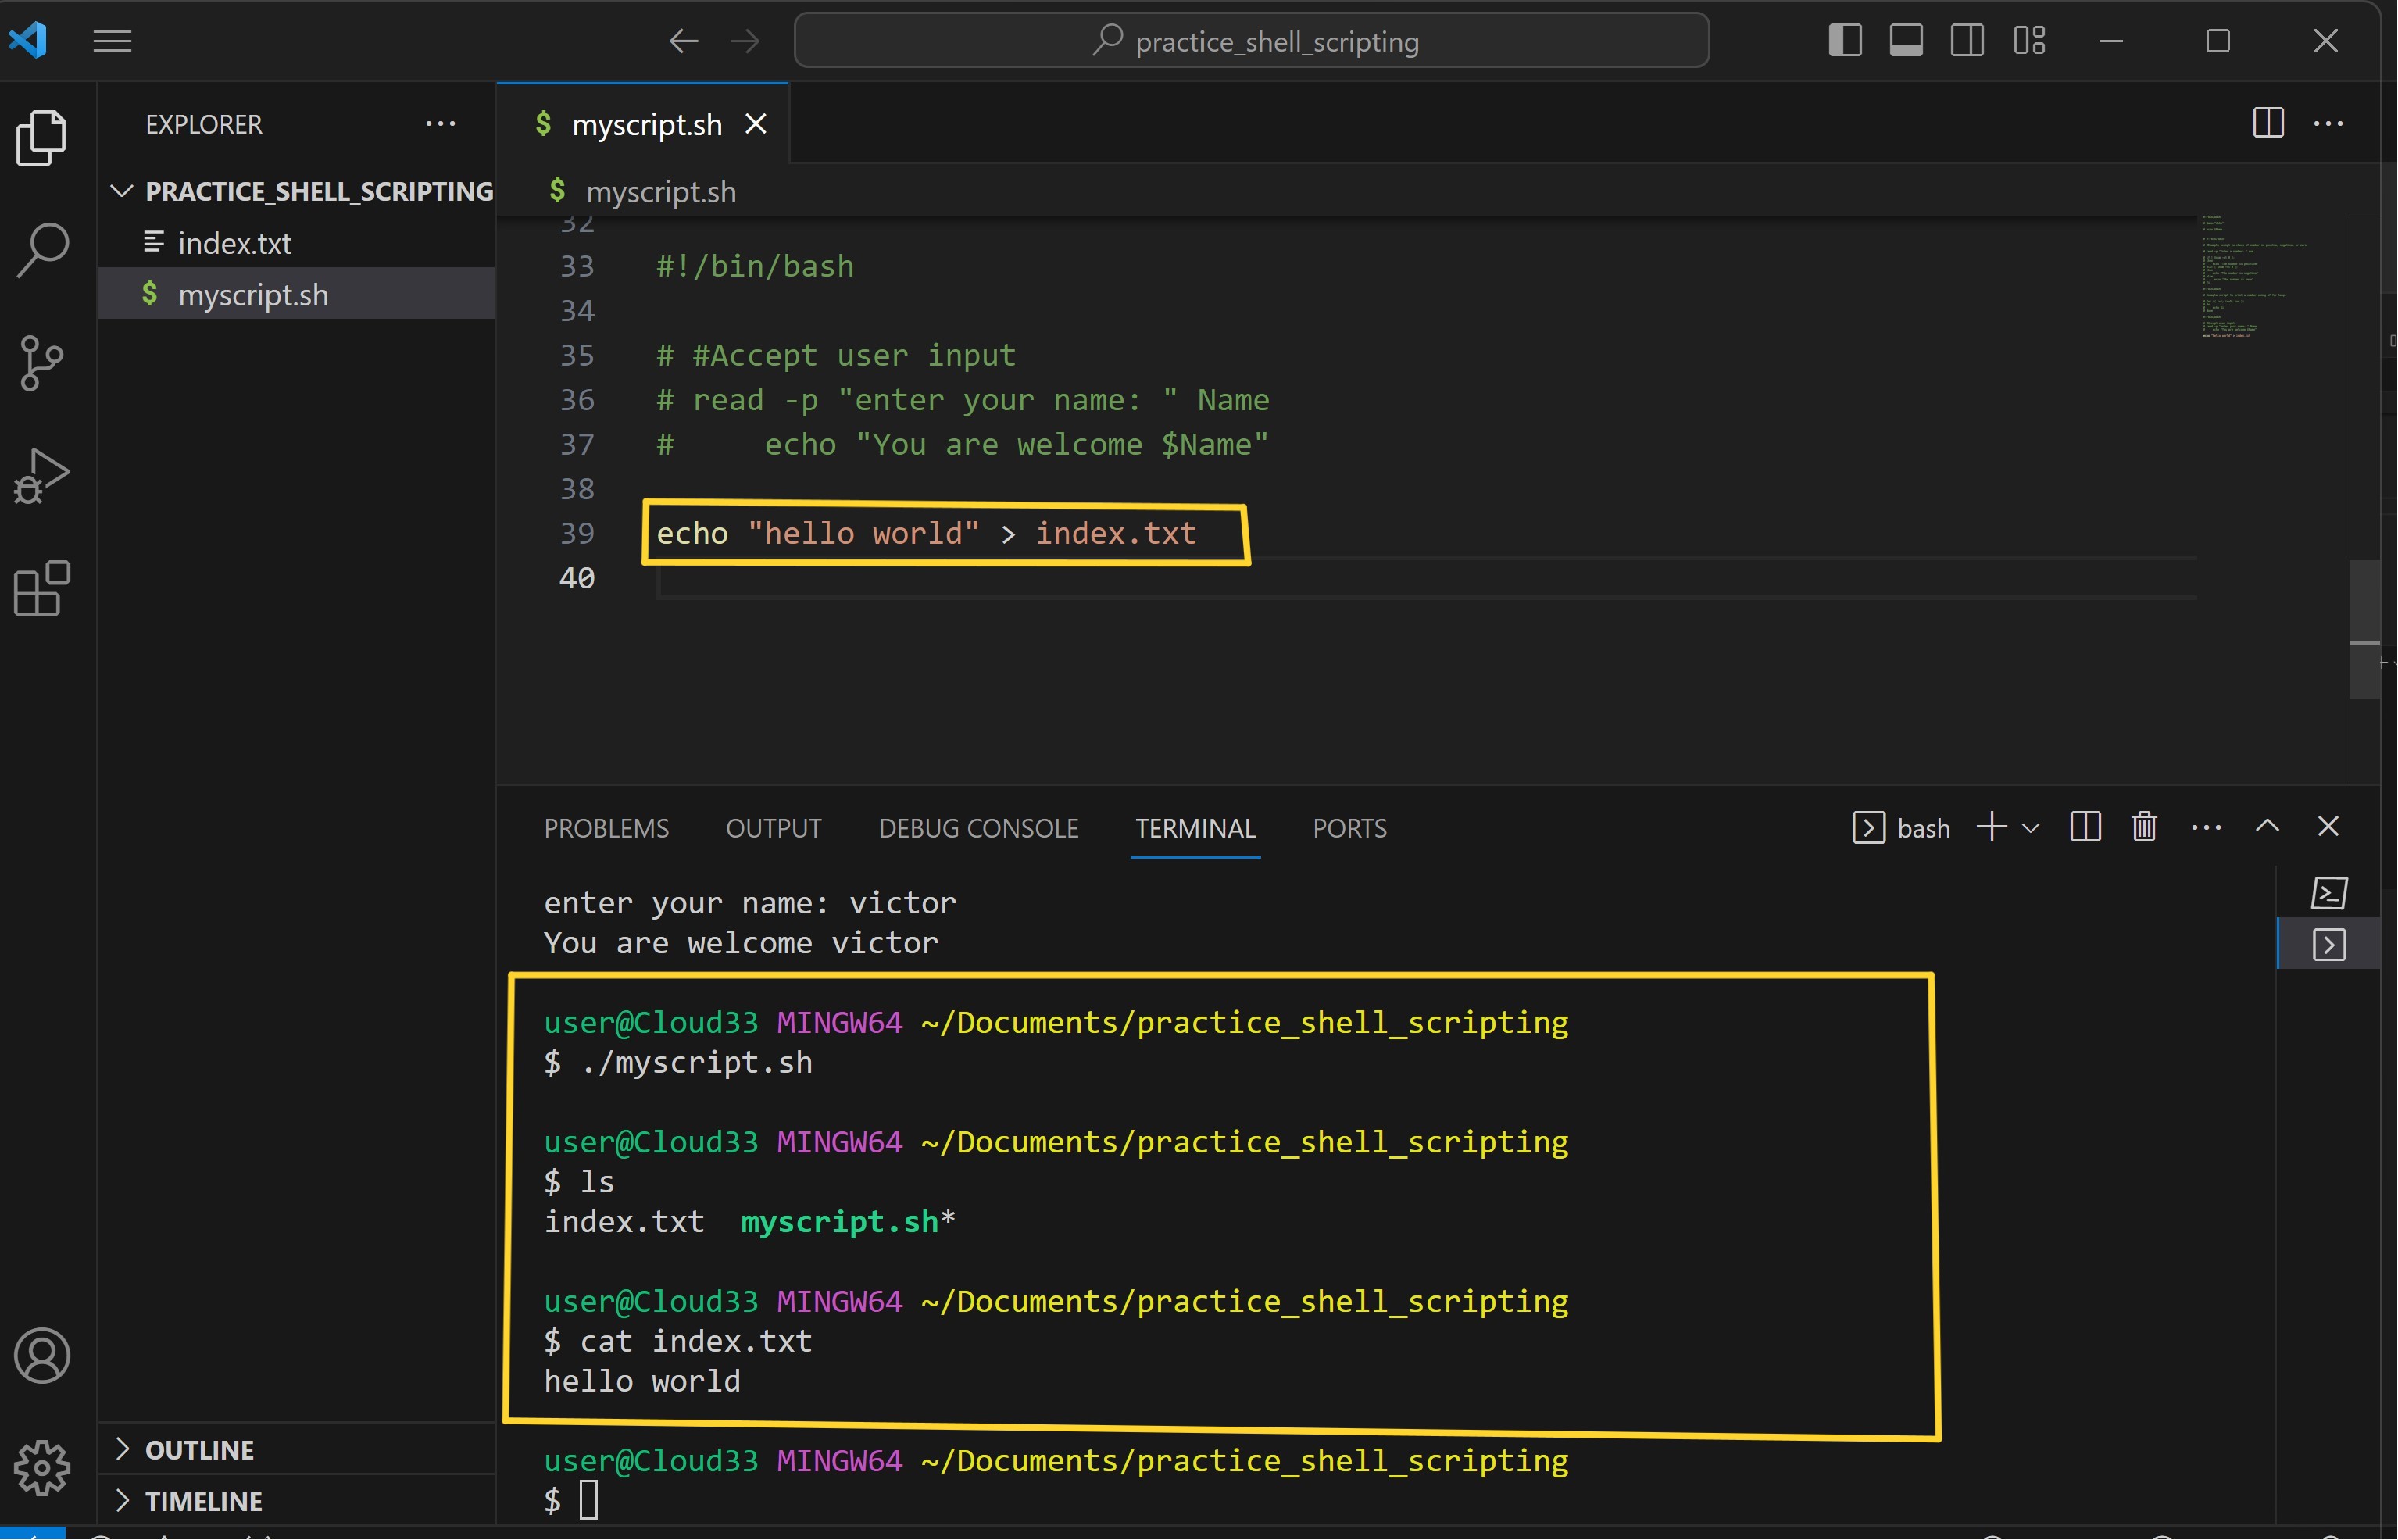 practice_shell_scripting
EXPLORER
PRACTICE_SHELL_SCRIPTING
index.txt
myscript.sh
myscript.sh
myscript.sh
32
33 #!/bin/bash
34
35 # #Accept user input
36 # read -p "enter your name: " Name
37 #     echo "You are welcome $Name"
38
39 echo "hello world" > index.txt
40
PROBLEMS OUTPUT DEBUG CONSOLE TERMINAL PORTS
bash
enter your name: victor
You are welcome victor
user@Cloud33 MINGW64 ~/Documents/practice_shell_scripting
$ ./myscript.sh
user@Cloud33 MINGW64 ~/Documents/practice_shell_scripting
$ ls
index.txt  myscript.sh*
user@Cloud33 MINGW64 ~/Documents/practice_shell_scripting
$ cat index.txt
hello world
user@Cloud33 MINGW64 ~/Documents/practice_shell_scripting
$
OUTLINE
TIMELINE